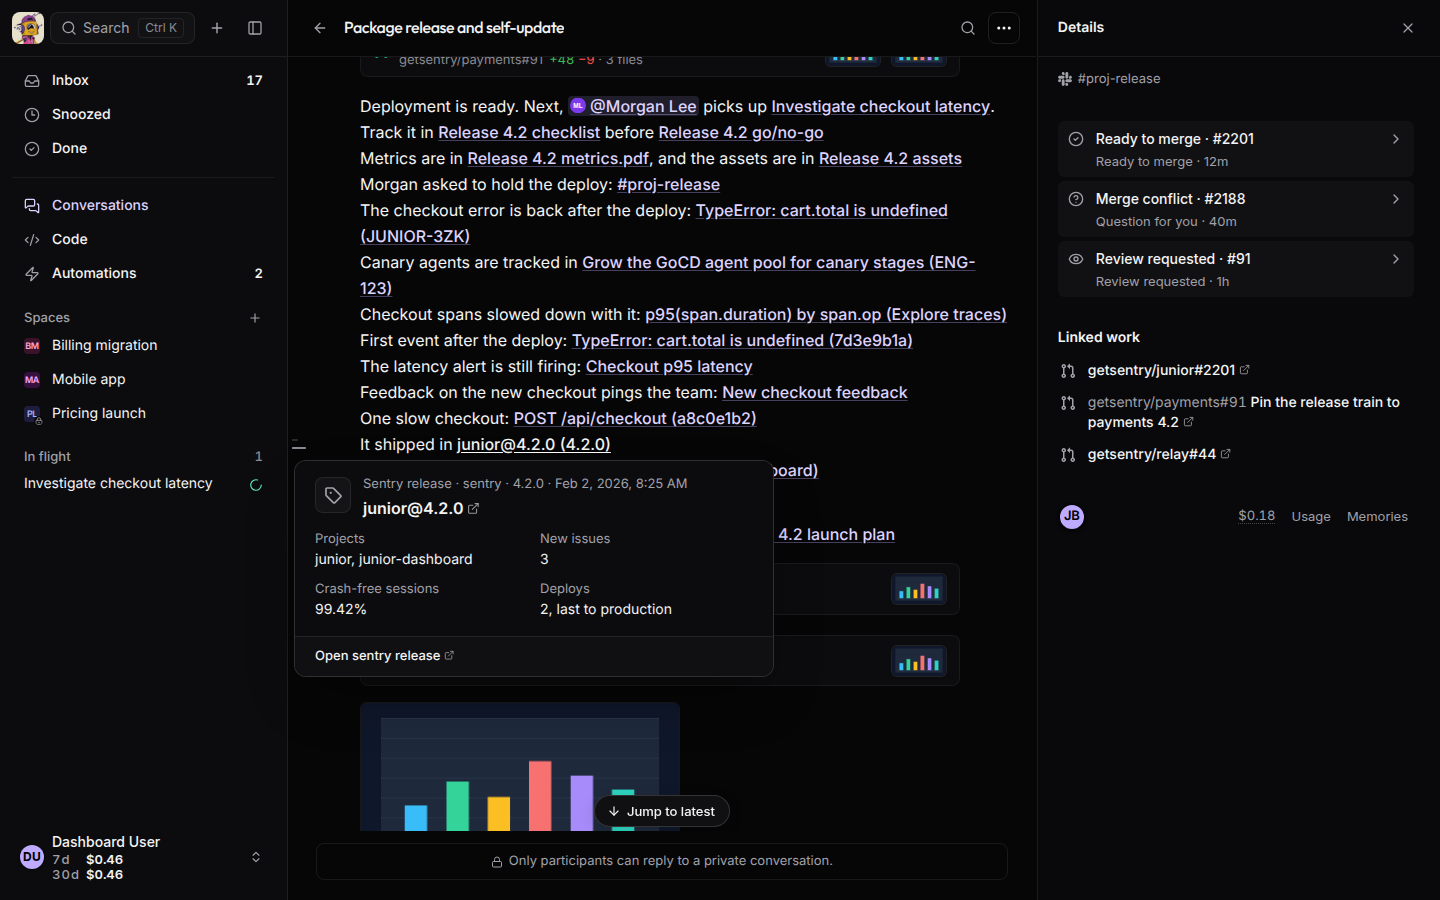 Search Ctrl K
Inbox 17
Snoozed
Done
Conversations
Code
Automations 2
Spaces
BM Billing migration
MA Mobile app
PL Pricing launch
In flight 1
Investigate checkout latency
DU Dashboard User
7d $0.46
30d $0.46
Package release and self-update
getsentry/payments#91 +48 −9 · 3 files
Deployment is ready. Next, ML @Morgan Lee picks up Investigate checkout latency.
Track it in Release 4.2 checklist before Release 4.2 go/no-go
Metrics are in Release 4.2 metrics.pdf, and the assets are in Release 4.2 assets
Morgan asked to hold the deploy: #proj-release
The checkout error is back after the deploy: TypeError: cart.total is undefined
(JUNIOR-3ZK)
Canary agents are tracked in Grow the GoCD agent pool for canary stages (ENG-
123)
Checkout spans slowed down with it: p95(span.duration) by span.op (Explore traces)
First event after the deploy: TypeError: cart.total is undefined (7d3e9b1a)
The latency alert is still firing: Checkout p95 latency
Feedback on the new checkout pings the team: New checkout feedback
One slow checkout: POST /api/checkout (a8c0e1b2)
It shipped in junior@4.2.0 (4.2.0)
oard)
4.2 launch plan
Sentry release · sentry · 4.2.0 · Feb 2, 2026, 8:25 AM
junior@4.2.0
Projects
junior, junior-dashboard
New issues
3
Crash-free sessions
99.42%
Deploys
2, last to production
Open sentry release
Jump to latest
Only participants can reply to a private conversation.
Details
#proj-release
Ready to merge · #2201
Ready to merge · 12m
Merge conflict · #2188
Question for you · 40m
Review requested · #91
Review requested · 1h
Linked work
getsentry/junior#2201
getsentry/payments#91 Pin the release train to
payments 4.2
getsentry/relay#44
JB $0.18 Usage Memories